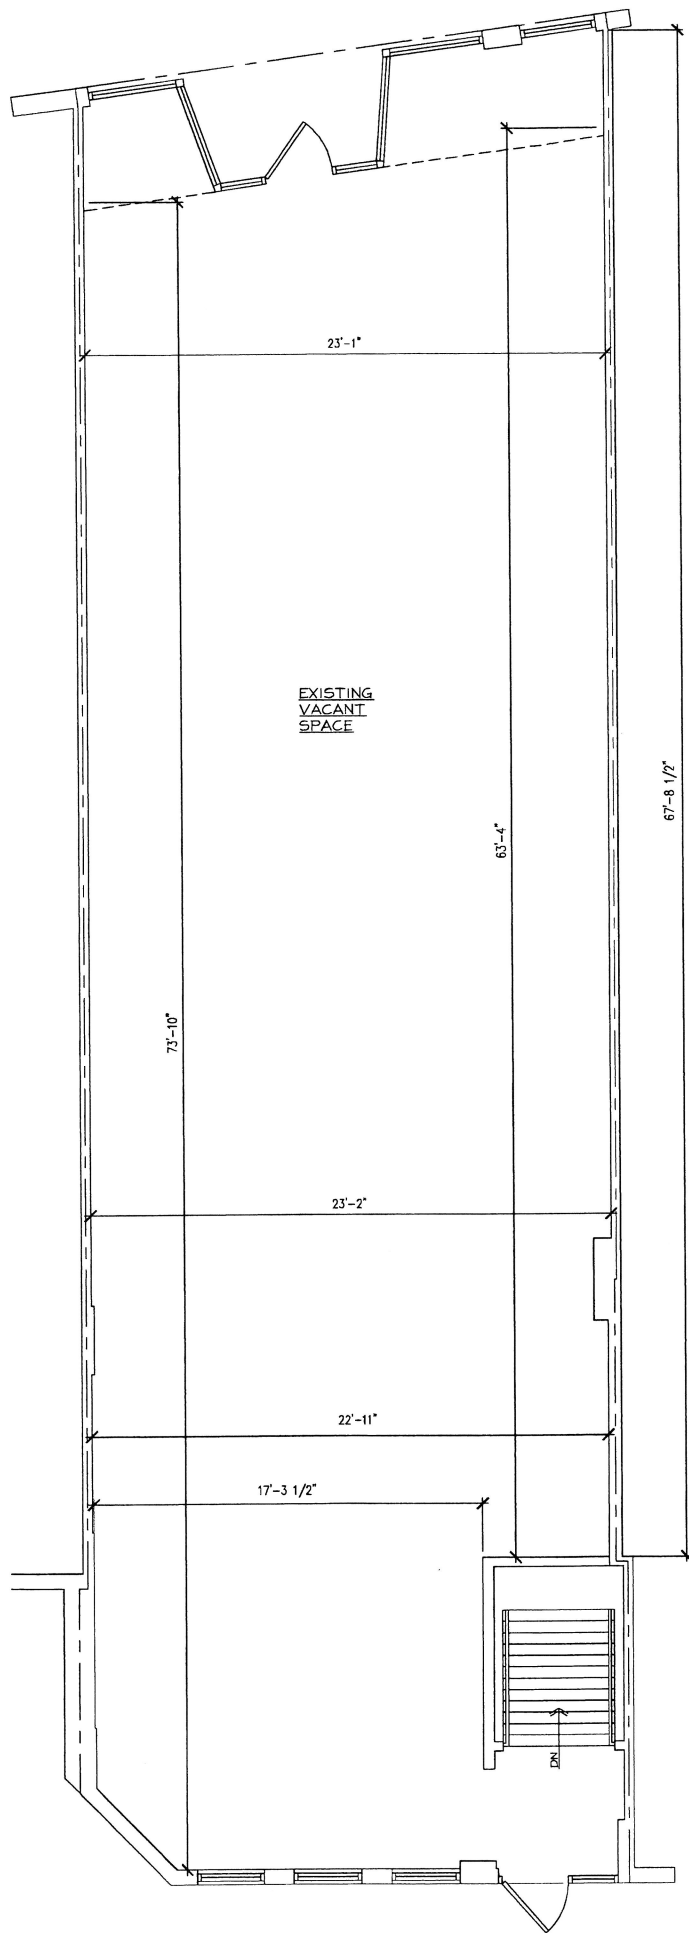 23'-1"
EXISTING
VACANT
SPACE
67'-8 1/2"
63'-4"
73'-10"
23'-2"
22'-11"
17'-3 1/2"
DN